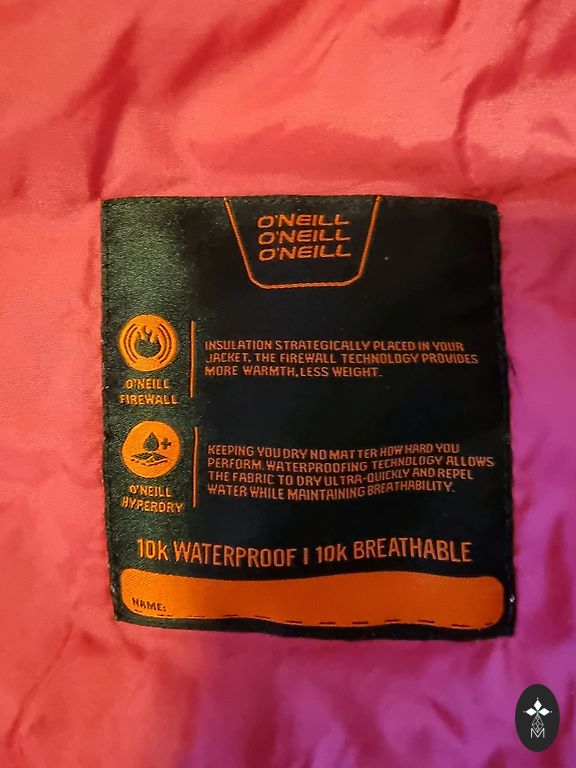 O'NEILL
O'NEILL
O'NEILL
INSULATION STRATEGICALLY PLACED IN YOUR
JACKET, THE FIREWALL TECHNOLOGY PROVIDES
MORE WARMTH, LESS WEIGHT.
O'NEILL
FIREWALL
KEEPING YOU DRY NO MATTER HOW HARD YOU
PERFORM. WATERPROOFING TECHNOLOGY ALLOWS
THE FABRIC TO DRY ULTRA-QUICKLY AND REPEL
WATER WHILE MAINTAINING BREATHABILITY.
O'NEILL
HYPERDRY
10k WATERPROOF | 10k BREATHABLE
NAME:
M